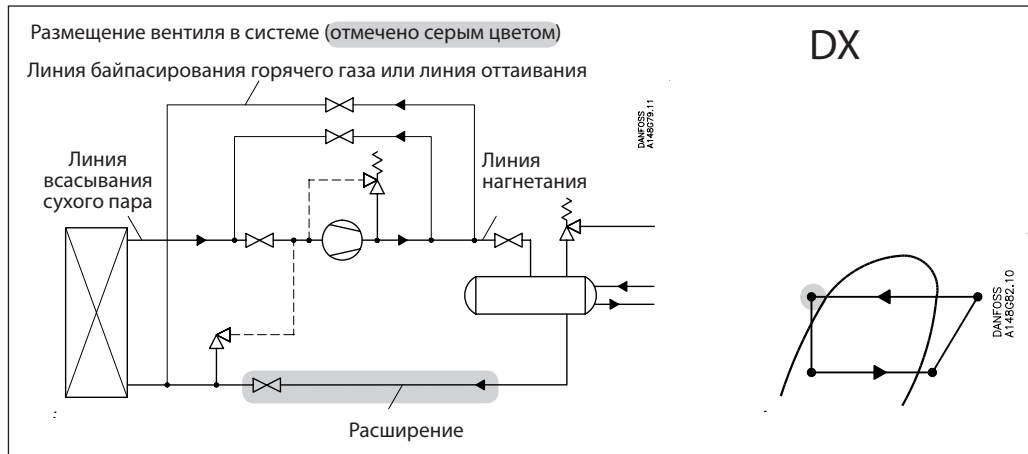 Размещение вентиля в системе (отмечено серым цветом)
DX
Линия байпасирования горячего газа или линия оттаивания
DANFOSS
A148G79.11
Линия
всасывания
сухого пара
Линия
нагнетания
DANFOSS
A148G82.10
Расширение